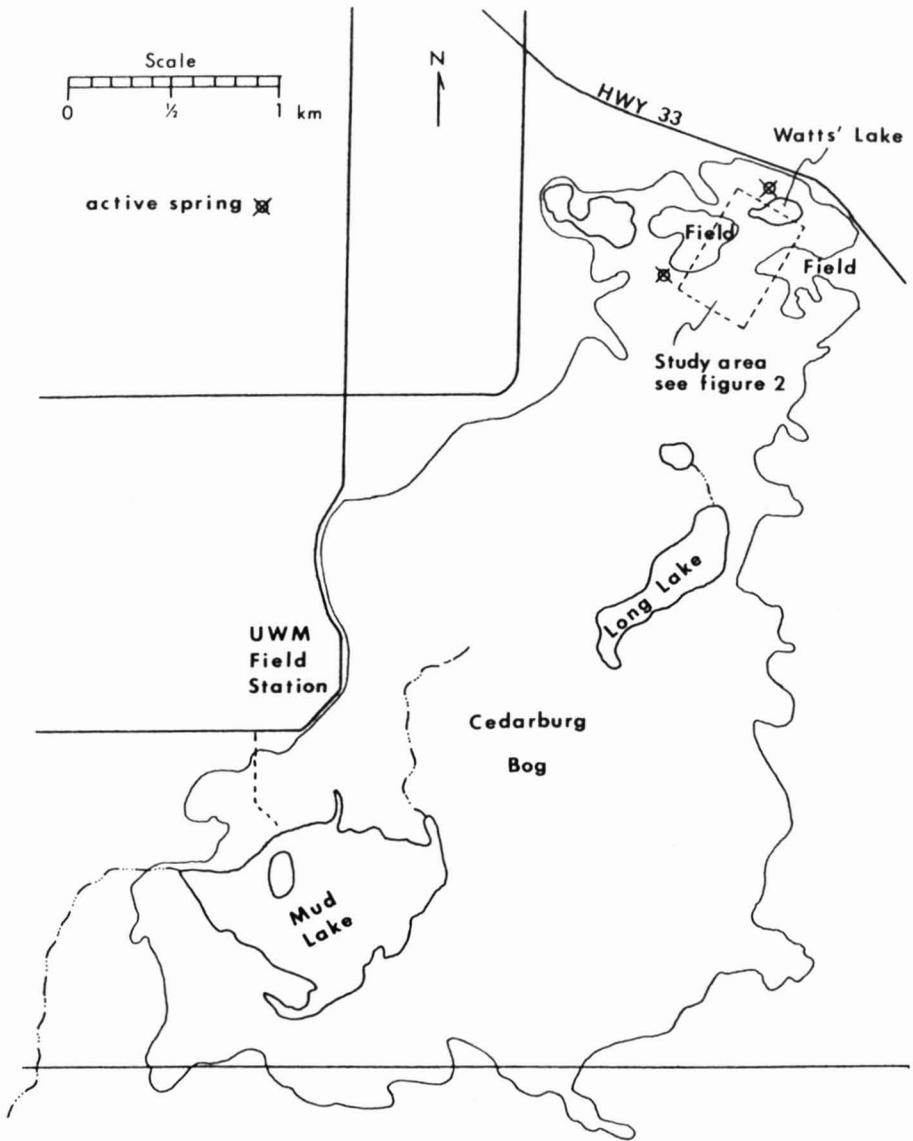 Scale
0 ½ 1 km
N
HWY 33
Watts' Lake
active spring
Field
Field
Study area
see figure 2
Long Lake
UWM
Field
Station
Cedarburg
Bog
Mud
Lake